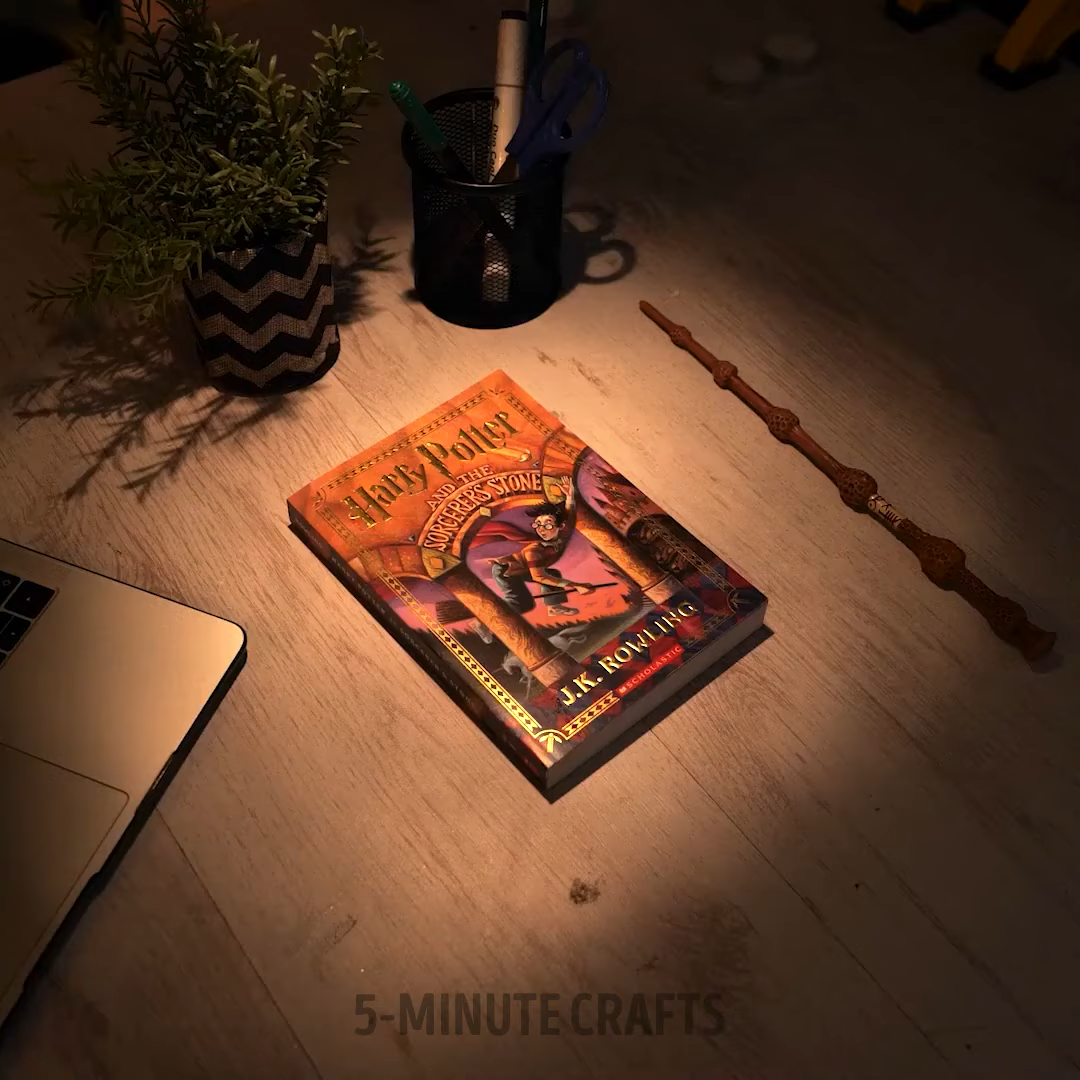 Harry Potter
AND THE
SORCERER'S STONE
J.K. ROWLING
SCHOLASTIC
5-MINUTE CRAFTS